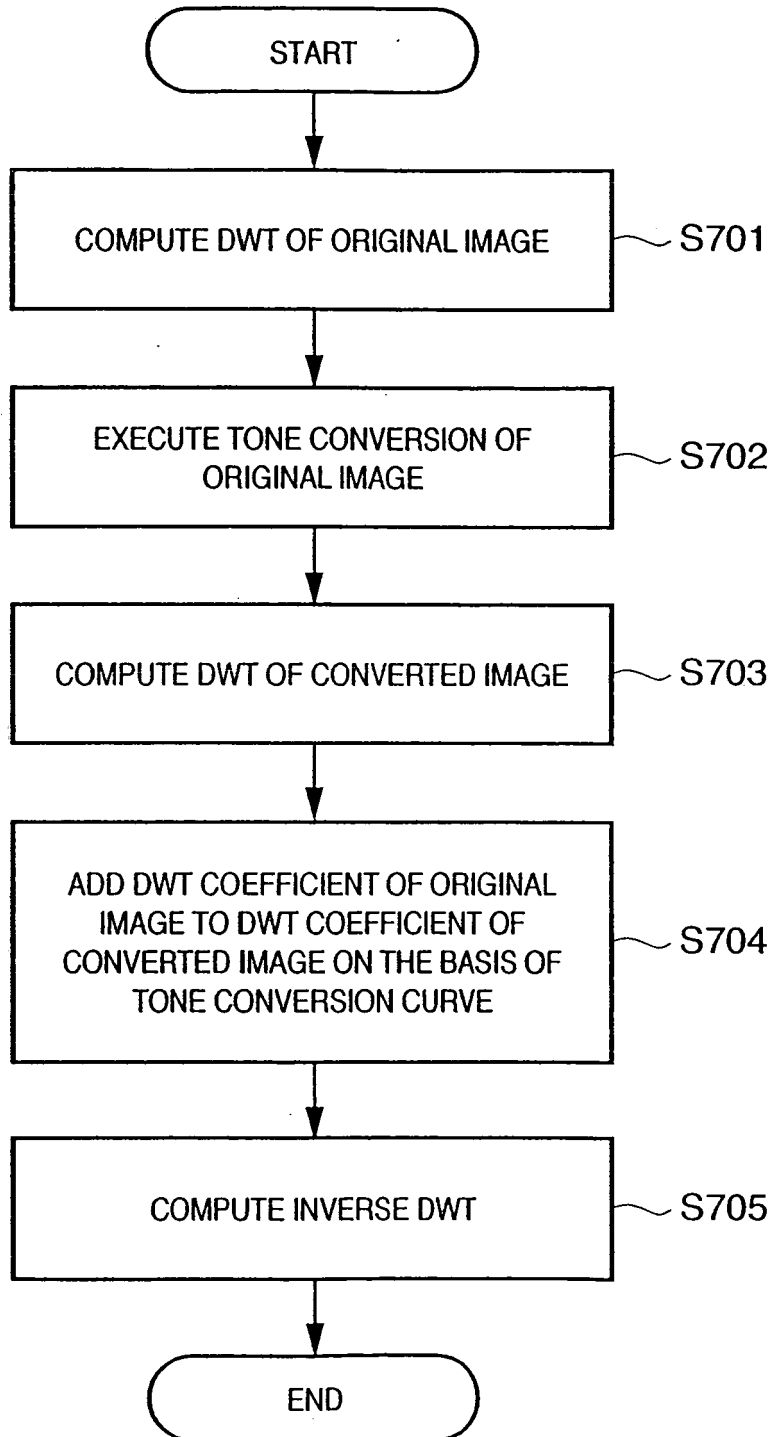 START
COMPUTE DWT OF ORIGINAL IMAGE
S701
EXECUTE TONE CONVERSION OF
ORIGINAL IMAGE
S702
COMPUTE DWT OF CONVERTED IMAGE
S703
ADD DWT COEFFICIENT OF ORIGINAL
IMAGE TO DWT COEFFICIENT OF
CONVERTED IMAGE ON THE BASIS OF
TONE CONVERSION CURVE
S704
COMPUTE INVERSE DWT
S705
END